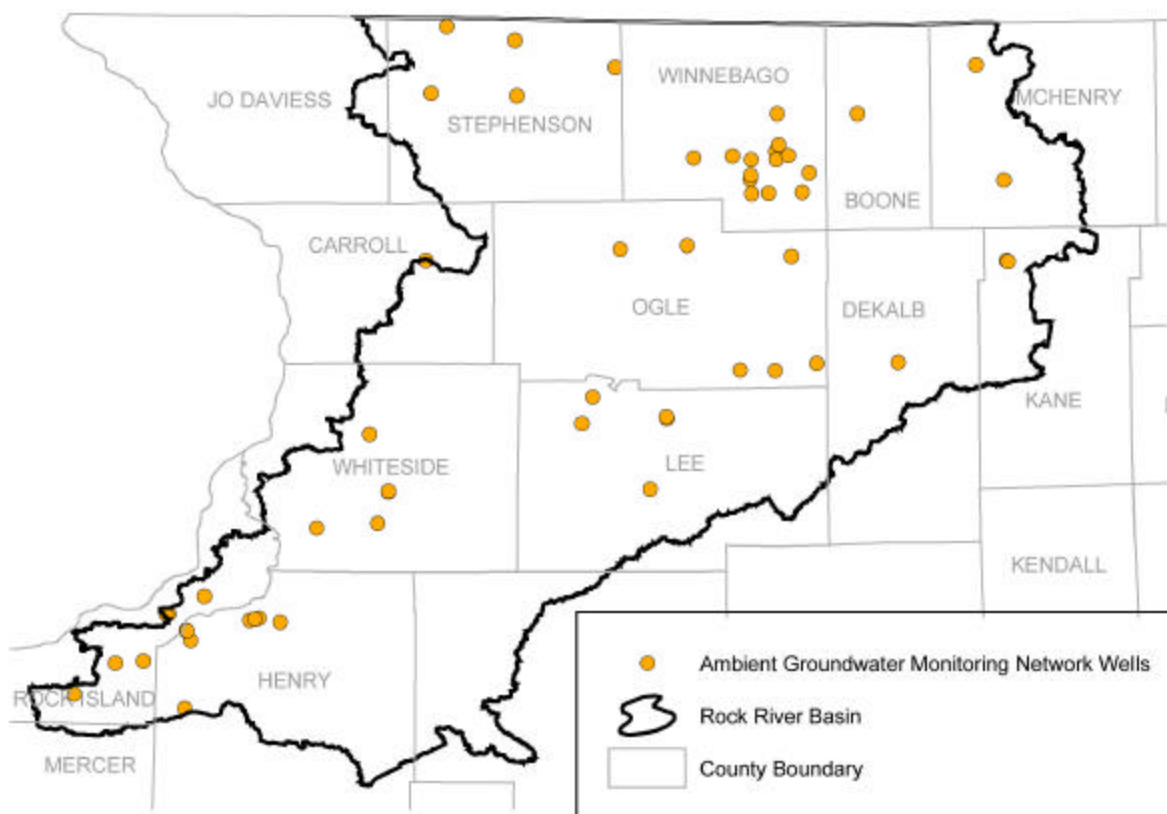 WINNEBAGO
JO DAVIESS
MCHENRY
STEPHENSON
BOONE
CARROLL
OGLE
DEKALB
KANE
WHITESIDE
LEE
KENDALL
HENRY
ROCK ISLAND
MERCER
Ambient Groundwater Monitoring Network Wells
Rock River Basin
County Boundary